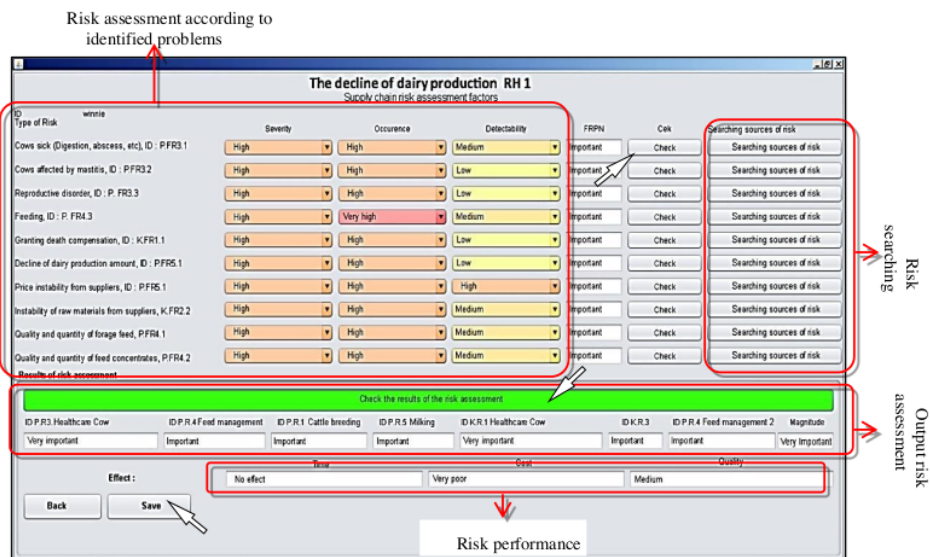 Risk assessment according to
identified problems
The decline of dairy production RH 1
Supply chain risk assessment factors
ID winnie
Type of Risk Severity Occurence Detectability FRPN Cek Searching sources of risk
Cows sick (Digestion, abscess, etc), ID : P.FR3.1 High High Medium Important Check Searching sources of risk
Cows affected by mastitis, ID : P.FR3.2 High High Low Important Check Searching sources of risk
Reproductive disorder, ID : P. FR3.3 High High Low Important Check Searching sources of risk
Feeding, ID : P. FR4.3 High Very high Medium Important Check Searching sources of risk
Granting death compensation, ID : K.FR1.1 High High Low Important Check Searching sources of risk
Decline of dairy production amount, ID : P.FR5.1 High High Low Important Check Searching sources of risk
Price instability from suppliers, ID : P.FR5.1 High High High Important Check Searching sources of risk
Instability of raw materials from suppliers, K.FR2.2 High High Medium Important Check Searching sources of risk
Quality and quantity of forage feed, P.FR4.1 High High Medium Important Check Searching sources of risk
Quality and quantity of feed concentrates, P.FR4.2 High High Medium Important Check Searching sources of risk
Risk
searching
Results of risk assessment
Check the results of the risk assessment
ID P.R3. Healthcare Cow ID P.R.4 Feed management ID P.R.1 Cattle breeding ID P.R.5 Milking ID K.R.1 Healthcare Cow ID K.R.3 ID P.R.4 Feed management 2 Magnitude
Very important Important Important Important Very important Important Important Very Important
Output risk
assessment
Time Cost Quality
Effect : No effect Very poor Medium
Back Save
Risk performance